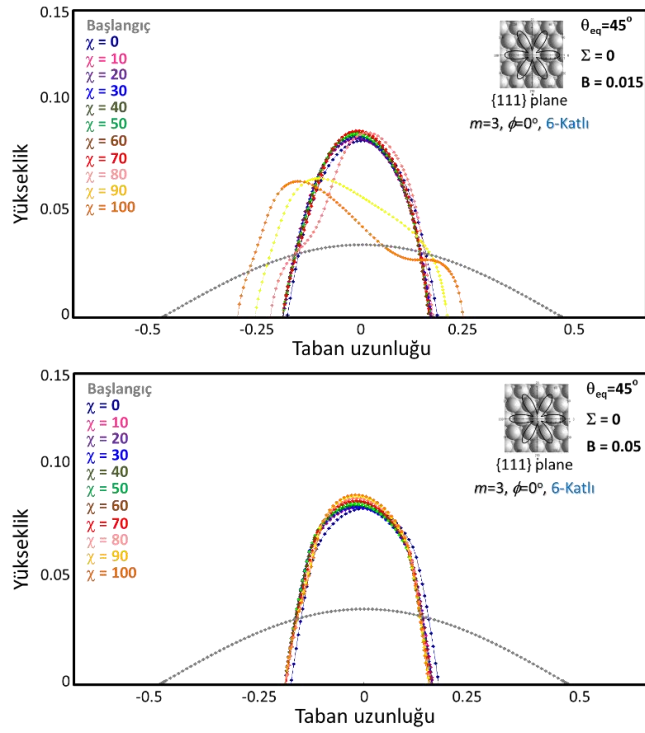 0.15
0.10
0.05
0
Yükseklik
Başlangıç
χ = 0
χ = 10
χ = 20
χ = 30
χ = 40
χ = 50
χ = 60
χ = 70
χ = 80
χ = 90
χ = 100
θeq=45°
Σ = 0
B = 0.015
{111} plane
m=3, ϕ=0°, 6-Katlı
-0.5
-0.25
0
0.25
0.5
Taban uzunluğu
0.15
0.10
0.05
0
Yükseklik
Başlangıç
χ = 0
χ = 10
χ = 20
χ = 30
χ = 40
χ = 50
χ = 60
χ = 70
χ = 80
χ = 90
χ = 100
θeq=45°
Σ = 0
B = 0.05
{111} plane
m=3, ϕ=0°, 6-Katlı
-0.5
-0.25
0
0.25
0.5
Taban uzunluğu